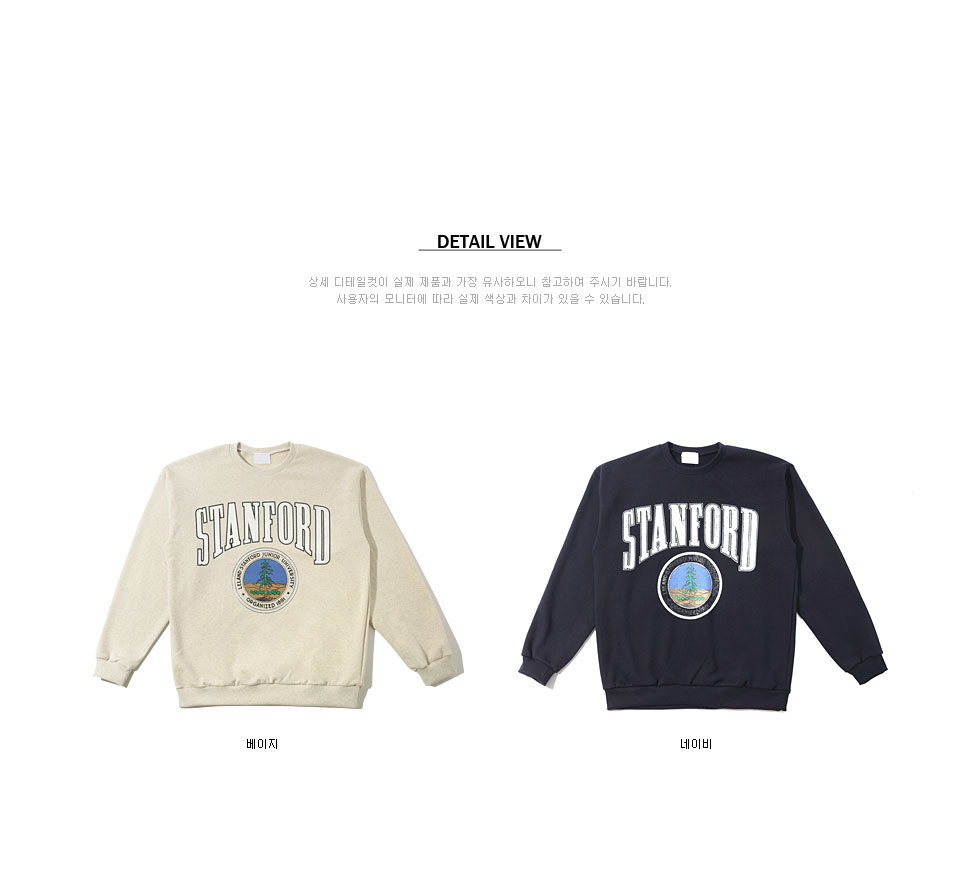 DETAIL VIEW
상세 디테일컷이 실제 제품과 가장 유사하오니 참고하여 주시기 바랍니다.
사용자의 모니터에 따라 실제 색상과 차이가 있을 수 있습니다.
STANFORD
LELAND STANFORD JUNIOR UNIVERSITY
• ORGANIZED 1891 •
STANFORD
베이지
네이비